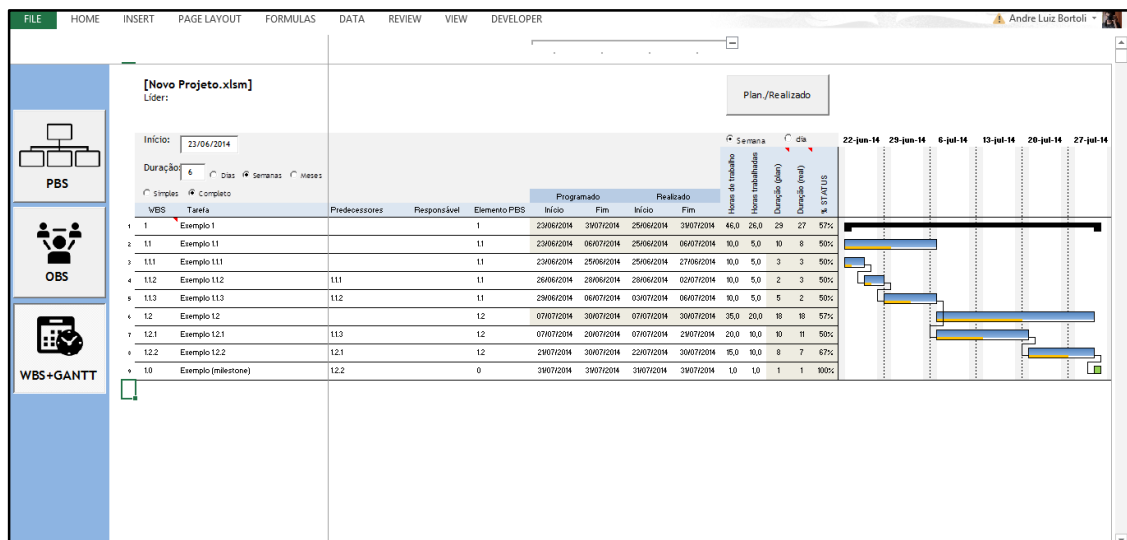 FILE HOME INSERT PAGE LAYOUT FORMULAS DATA REVIEW VIEW DEVELOPER Andre Luiz Bortoli
[Novo Projeto.xlsm]
Líder:
Plan./Realizado
PBS
OBS
WBS+GANTT
Início: 23/06/2014
Duração: 6 Dias Semanas Meses
Simples Completo
Semana dia
22-jun-14 29-jun-14 6-jul-14 13-jul-14 20-jul-14 27-jul-14
Programado Realizado
WBS Tarefa Predecessores Responsável Elemento PBS Início Fim Início Fim Horas de trabalho Horas trabalhadas Duração (plan) Duração (real) % STATUS
1 1 Exemplo 1 1 23/06/2014 31/07/2014 25/06/2014 31/07/2014 46,0 26,0 29 27 57%
2 1.1 Exemplo 1.1 1.1 23/06/2014 06/07/2014 25/06/2014 06/07/2014 10,0 5,0 10 8 50%
3 1.1.1 Exemplo 1.1.1 1.1 23/06/2014 25/06/2014 25/06/2014 27/06/2014 10,0 5,0 3 3 50%
4 1.1.2 Exemplo 1.1.2 1.1.1 1.1 26/06/2014 28/06/2014 28/06/2014 02/07/2014 10,0 5,0 2 3 50%
5 1.1.3 Exemplo 1.1.3 1.1.2 1.1 29/06/2014 06/07/2014 03/07/2014 06/07/2014 10,0 5,0 5 2 50%
6 1.2 Exemplo 1.2 1.2 07/07/2014 30/07/2014 07/07/2014 30/07/2014 35,0 20,0 18 18 57%
7 1.2.1 Exemplo 1.2.1 1.1.3 1.2 07/07/2014 20/07/2014 07/07/2014 21/07/2014 20,0 10,0 10 11 50%
8 1.2.2 Exemplo 1.2.2 1.2.1 1.2 21/07/2014 30/07/2014 22/07/2014 30/07/2014 15,0 10,0 8 7 67%
9 1.0 Exemplo (milestone) 1.2.2 0 31/07/2014 31/07/2014 31/07/2014 31/07/2014 1,0 1,0 1 1 100%